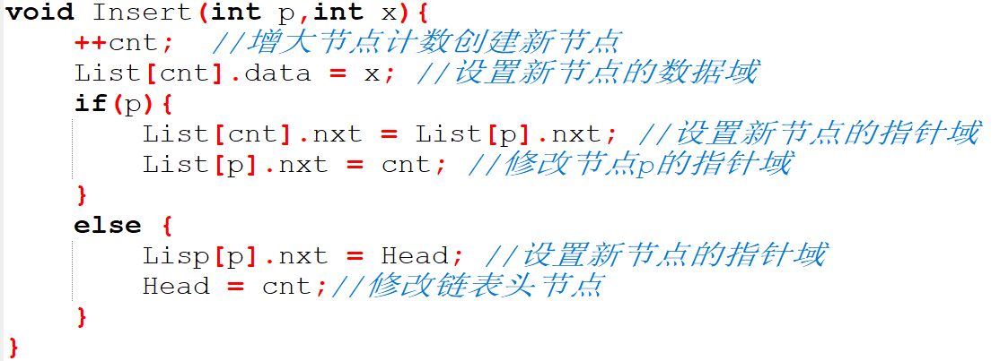 void Insert(int p,int x){
    ++cnt;  //增大节点计数创建新节点
    List[cnt].data = x; //设置新节点的数据域
    if(p){
        List[cnt].nxt = List[p].nxt; //设置新节点的指针域
        List[p].nxt = cnt; //修改节点p的指针域
    }
    else {
        Lisp[p].nxt = Head; //设置新节点的指针域
        Head = cnt;//修改链表头节点
    }
}